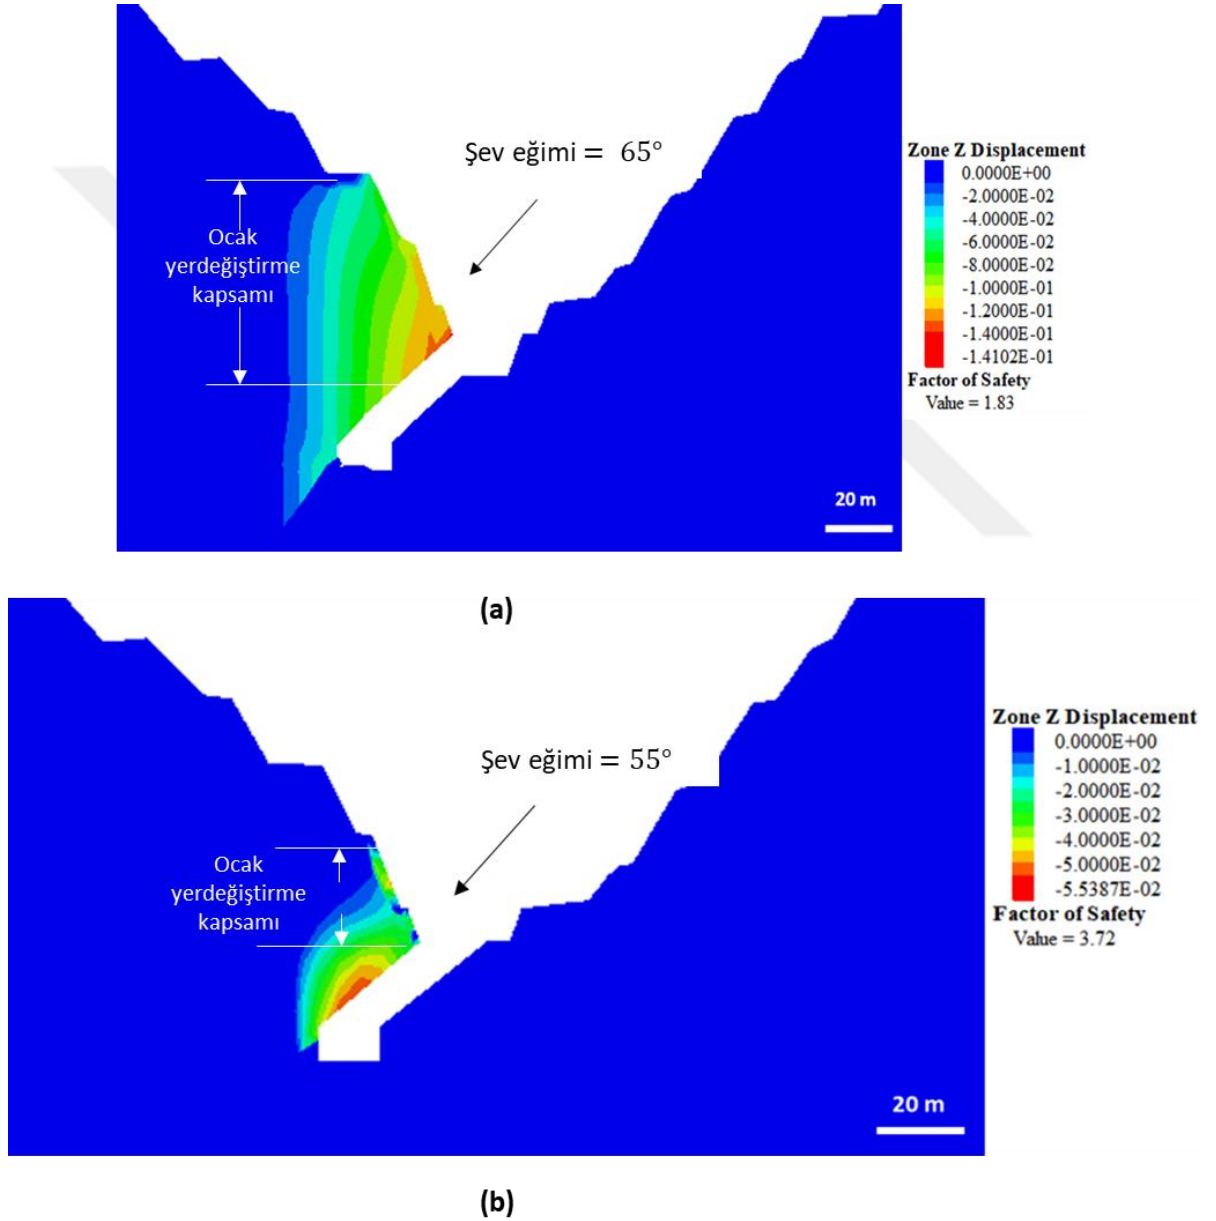 Şev eğimi = 65°
Ocak
yerdeğiştirme
kapsamı
Zone Z Displacement
0.0000E+00
-2.0000E-02
-4.0000E-02
-6.0000E-02
-8.0000E-02
-1.0000E-01
-1.2000E-01
-1.4000E-01
-1.4102E-01
Factor of Safety
Value = 1.83
20 m
(a)
Şev eğimi = 55°
Ocak
yerdeğiştirme
kapsamı
Zone Z Displacement
0.0000E+00
-1.0000E-02
-2.0000E-02
-3.0000E-02
-4.0000E-02
-5.0000E-02
-5.5387E-02
Factor of Safety
Value = 3.72
20 m
(b)